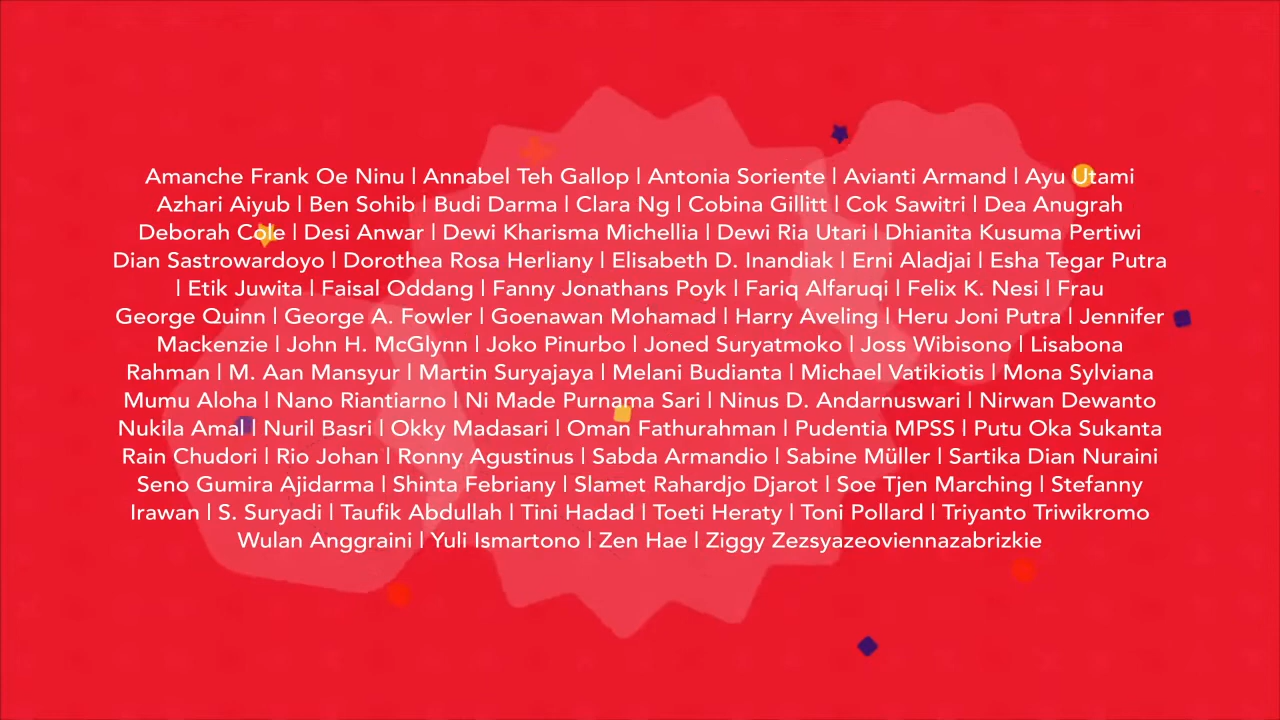 Amanche Frank Oe Ninu | Annabel Teh Gallop | Antonia Soriente | Avianti Armand | Ayu Utami
Azhari Aiyub | Ben Sohib | Budi Darma | Clara Ng | Cobina Gillitt | Cok Sawitri | Dea Anugrah
Deborah Cole | Desi Anwar | Dewi Kharisma Michellia | Dewi Ria Utari | Dhianita Kusuma Pertiwi
Dian Sastrowardoyo | Dorothea Rosa Herliany | Elisabeth D. Inandiak | Erni Aladjai | Esha Tegar Putra
| Etik Juwita | Faisal Oddang | Fanny Jonathans Poyk | Fariq Alfaruqi | Felix K. Nesi | Frau
George Quinn | George A. Fowler | Goenawan Mohamad | Harry Aveling | Heru Joni Putra | Jennifer
Mackenzie | John H. McGlynn | Joko Pinurbo | Joned Suryatmoko | Joss Wibisono | Lisabona
Rahman | M. Aan Mansyur | Martin Suryajaya | Melani Budianta | Michael Vatikiotis | Mona Sylviana
Mumu Aloha | Nano Riantiarno | Ni Made Purnama Sari | Ninus D. Andarnuswari | Nirwan Dewanto
Nukila Amal | Nuril Basri | Okky Madasari | Oman Fathurahman | Pudentia MPSS | Putu Oka Sukanta
Rain Chudori | Rio Johan | Ronny Agustinus | Sabda Armandio | Sabine Müller | Sartika Dian Nuraini
Seno Gumira Ajidarma | Shinta Febriany | Slamet Rahardjo Djarot | Soe Tjen Marching | Stefanny
Irawan | S. Suryadi | Taufik Abdullah | Tini Hadad | Toeti Heraty | Toni Pollard | Triyanto Triwikromo
Wulan Anggraini | Yuli Ismartono | Zen Hae | Ziggy Zezsyazeoviennazabrizkie